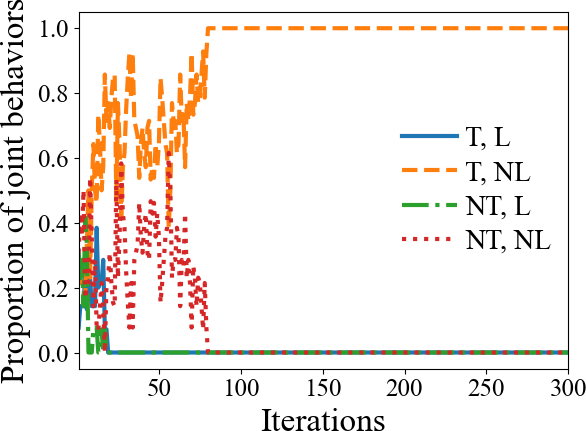 Proportion of joint behaviors
1.0
0.8
0.6
0.4
0.2
0.0
T, L
T, NL
NT, L
NT, NL
50
100
150
200
250
300
Iterations